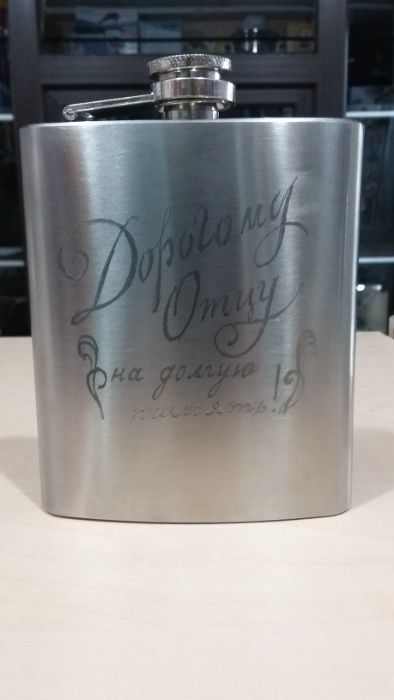 Дорогому
Отцу
на долгую
память!